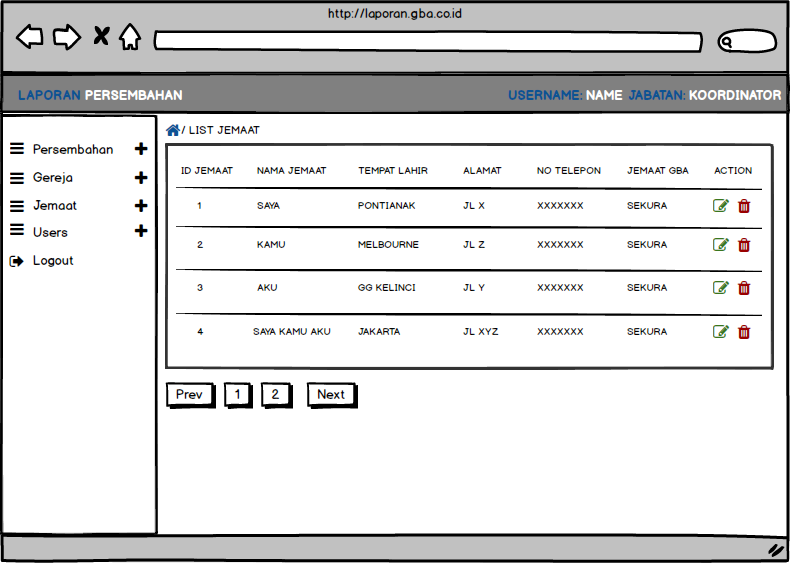 http://laporan.gba.co.id
LAPORAN PERSEMBAHAN USERNAME: NAME JABATAN: KOORDINATOR
/ LIST JEMAAT
Persembahan
Gereja
Jemaat
Users
Logout
ID JEMAAT NAMA JEMAAT TEMPAT LAHIR ALAMAT NO TELEPON JEMAAT GBA ACTION
1 SAYA PONTIANAK JL X XXXXXXX SEKURA
2 KAMU MELBOURNE JL Z XXXXXXX SEKURA
3 AKU GG KELINCI JL Y XXXXXXX SEKURA
4 SAYA KAMU AKU JAKARTA JL XYZ XXXXXXX SEKURA
Prev 1 2 Next